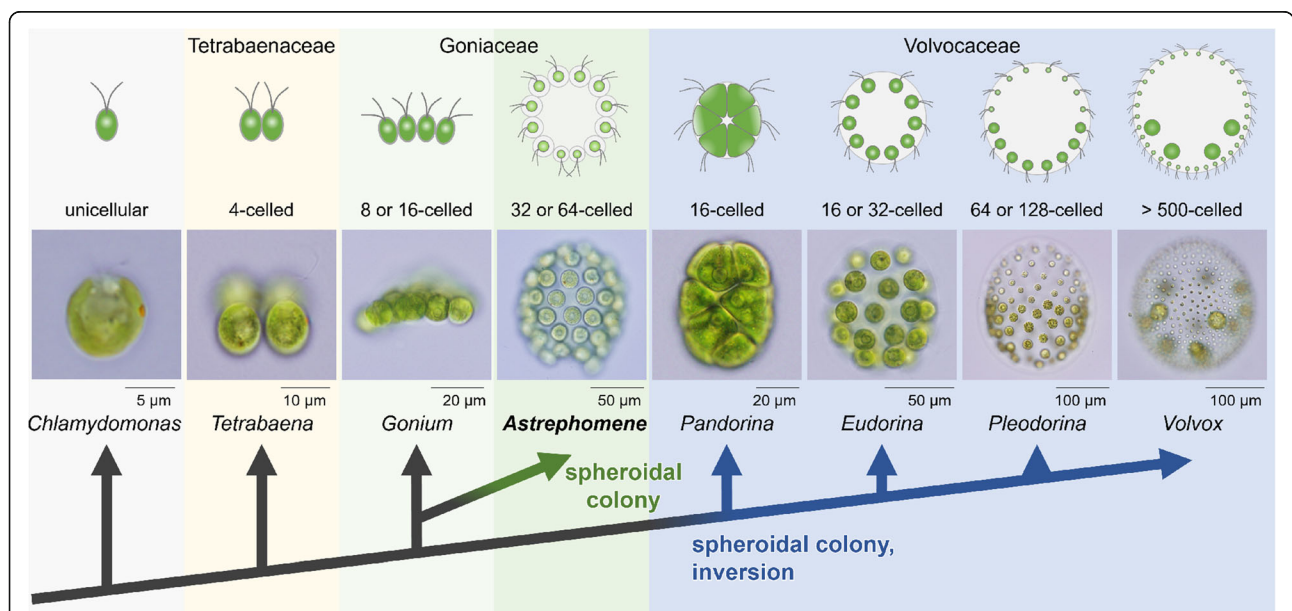 Tetrabaenaceae
Goniaceae
Volvocaceae
unicellular
4-celled
8 or 16-celled
32 or 64-celled
16-celled
16 or 32-celled
64 or 128-celled
> 500-celled
5 µm
10 µm
20 µm
50 µm
20 µm
50 µm
100 µm
100 µm
Chlamydomonas
Tetrabaena
Gonium
Astrephomene
Pandorina
Eudorina
Pleodorina
Volvox
spheroidal
colony
spheroidal colony,
inversion